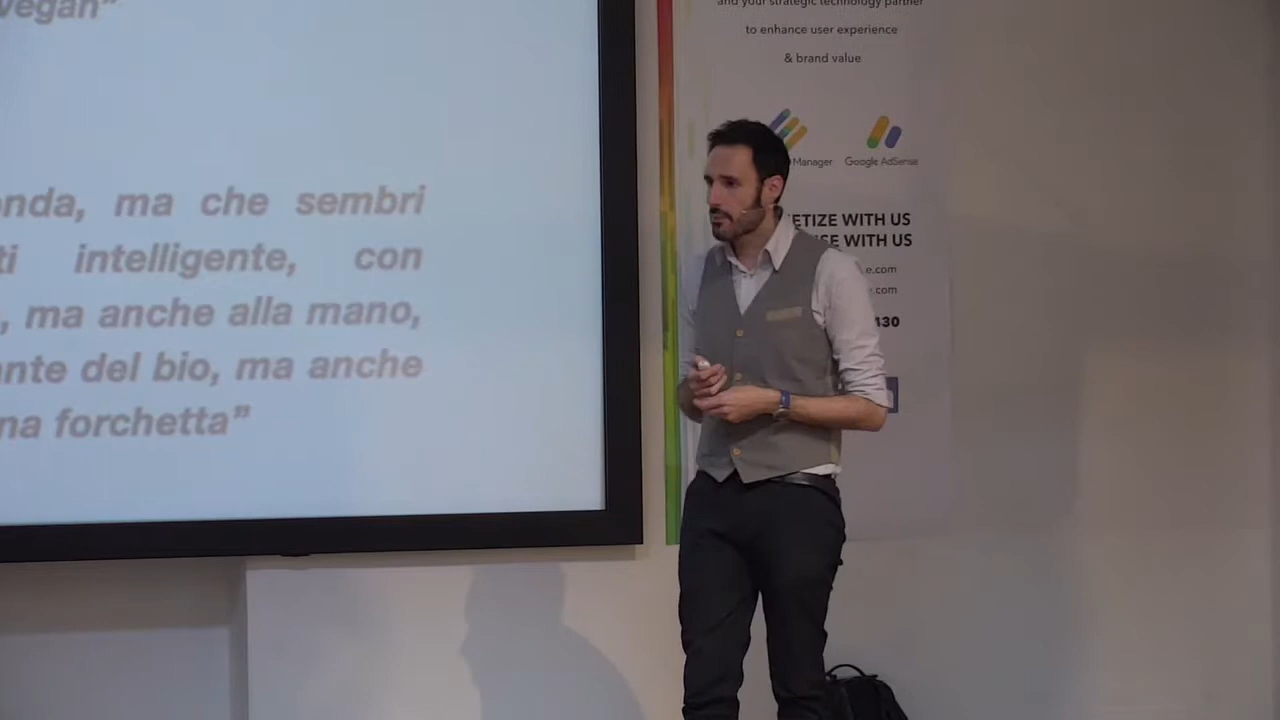 vegan"
onda, ma che sembri
ti intelligente, con
, ma anche alla mano,
ante del bio, ma anche
na forchetta”
and your strategic technology partner
to enhance user experience
& brand value
Manager
Google AdSense
ETIZE WITH US
SE WITH US
e.com
.com
130